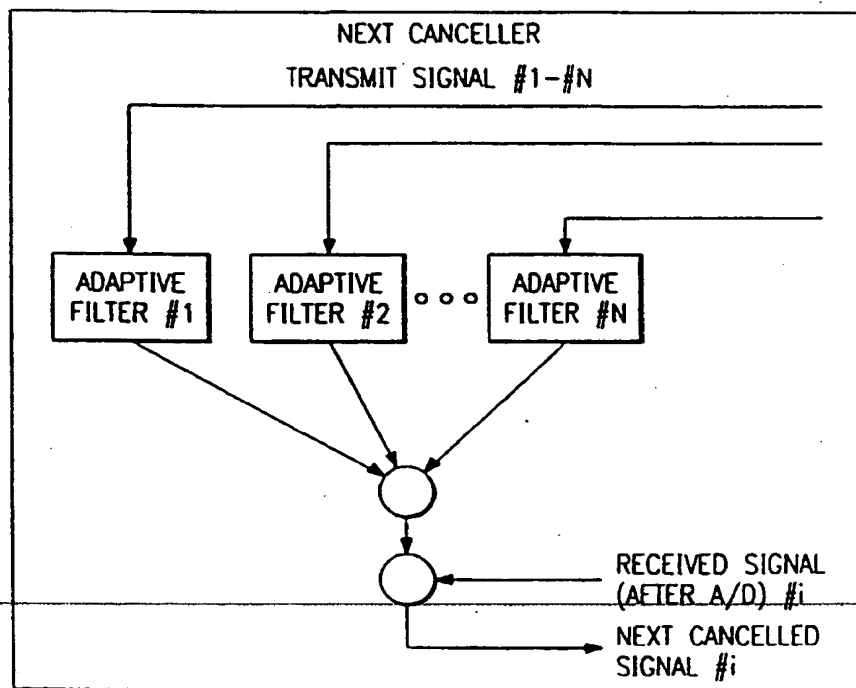 NEXT CANCELLER
TRANSMIT SIGNAL #1-#N
ADAPTIVE
FILTER #1
ADAPTIVE
FILTER #2
ADAPTIVE
FILTER #N
RECEIVED SIGNAL
(AFTER A/D) #i
NEXT CANCELLED
SIGNAL #i